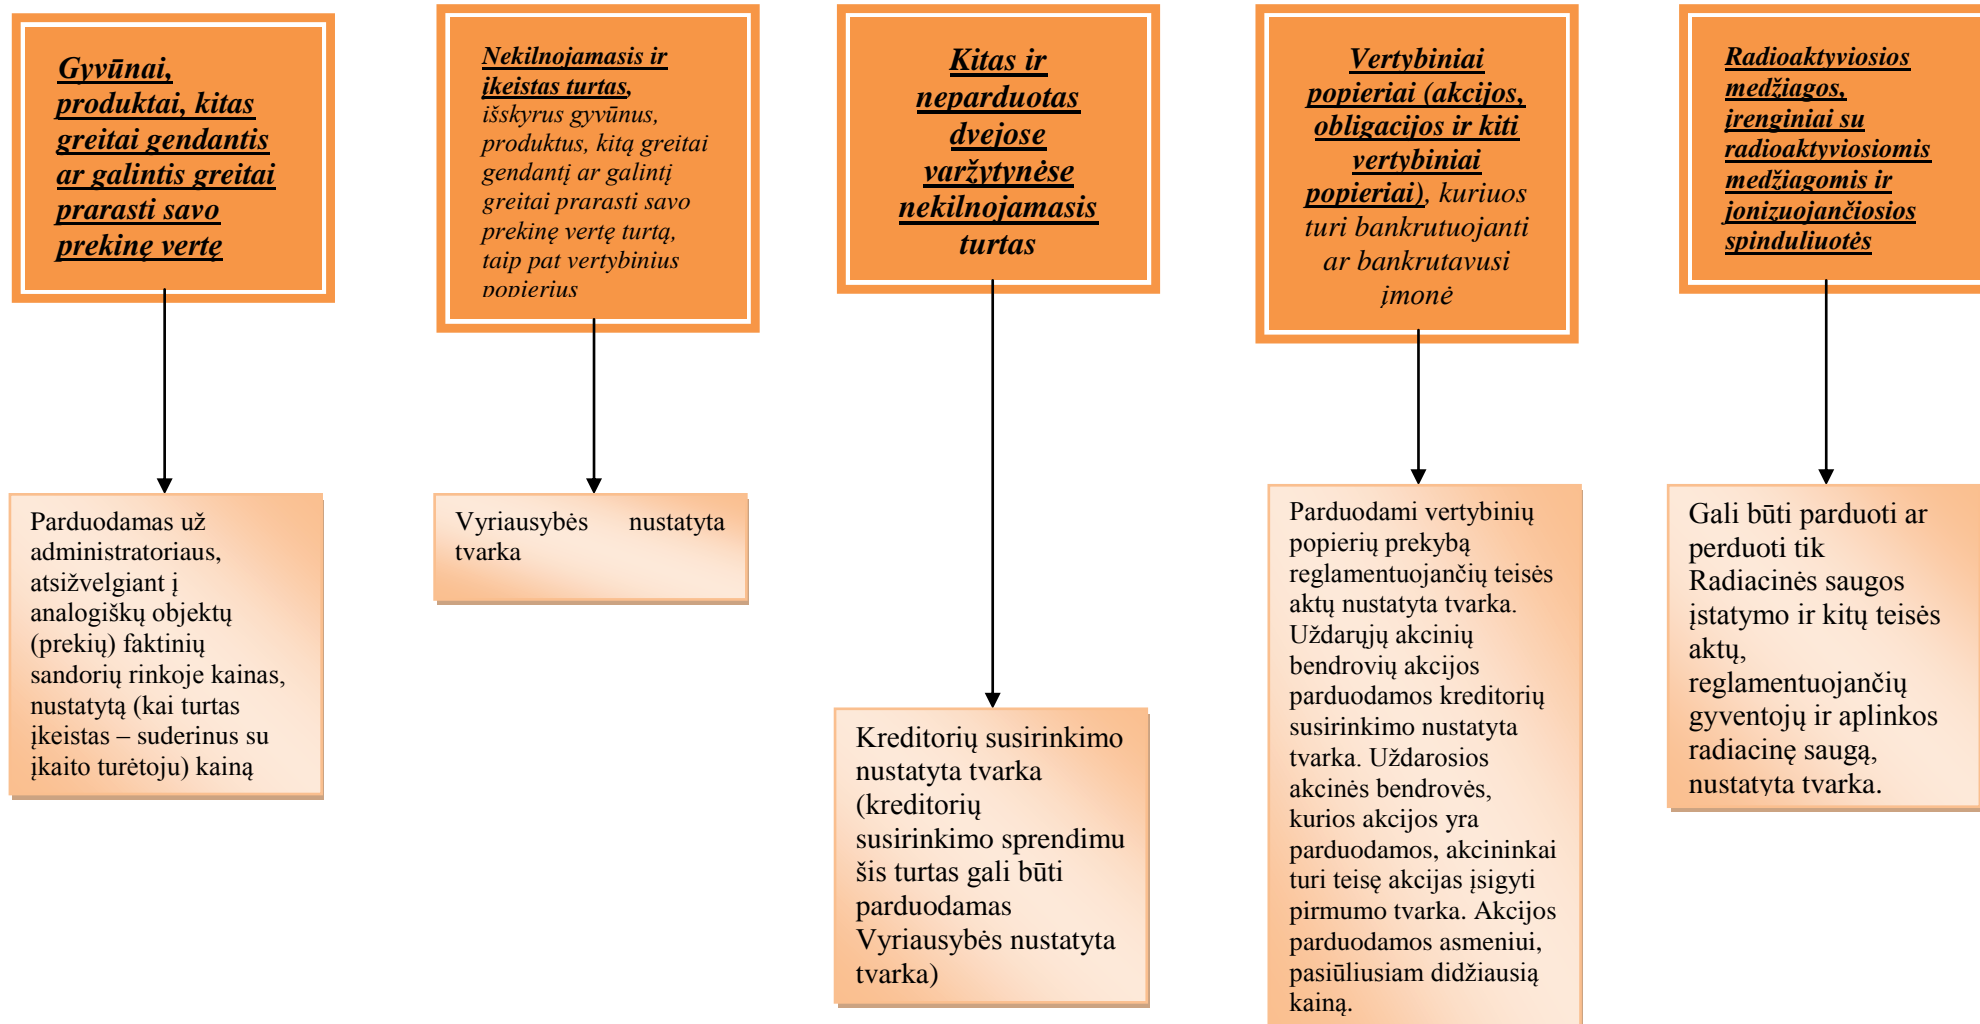 Gyvūnai,
produktai, kitas
greitai gendantis
ar galintis greitai
prarasti savo
prekinę vertę
Nekilnojamasis ir
įkeistas turtas,
išskyrus gyvūnus,
produktus, kitą greitai
gendantį ar galintį
greitai prarasti savo
prekinę vertę turtą,
taip pat vertybinius
popierius
Kitas ir
neparduotas
dvejose
varžytynėse
nekilnojamasis
turtas
Vertybiniai
popieriai (akcijos,
obligacijos ir kiti
vertybiniai
popieriai), kuriuos
turi bankrutuojanti
ar bankrutavusi
įmonė
Radioaktyviosios
medžiagos,
įrenginiai su
radioaktyviosiomis
medžiagomis ir
jonizuojančiosios
spinduliuotės
Parduodamas už
administratoriaus,
atsižvelgiant į
analogiškų objektų
(prekių) faktinių
sandorių rinkoje kainas,
nustatytą (kai turtas
įkeistas – suderinus su
įkaito turėtoju) kainą
Vyriausybės nustatyta
tvarka
Kreditorių susirinkimo
nustatyta tvarka
(kreditorių
susirinkimo sprendimu
šis turtas gali būti
parduodamas
Vyriausybės nustatyta
tvarka)
Parduodami vertybinių
popierių prekybą
reglamentuojančių teisės
aktų nustatyta tvarka.
Uždarųjų akcinių
bendrovių akcijos
parduodamos kreditorių
susirinkimo nustatyta
tvarka. Uždarosios
akcinės bendrovės,
kurios akcijos yra
parduodamos, akcininkai
turi teisę akcijas įsigyti
pirmumo tvarka. Akcijos
parduodamos asmeniui,
pasiūliusiam didžiausią
kainą.
Gali būti parduoti ar
perduoti tik
Radiacinės saugos
įstatymo ir kitų teisės
aktų,
reglamentuojančių
gyventojų ir aplinkos
radiacinę saugą,
nustatyta tvarka.